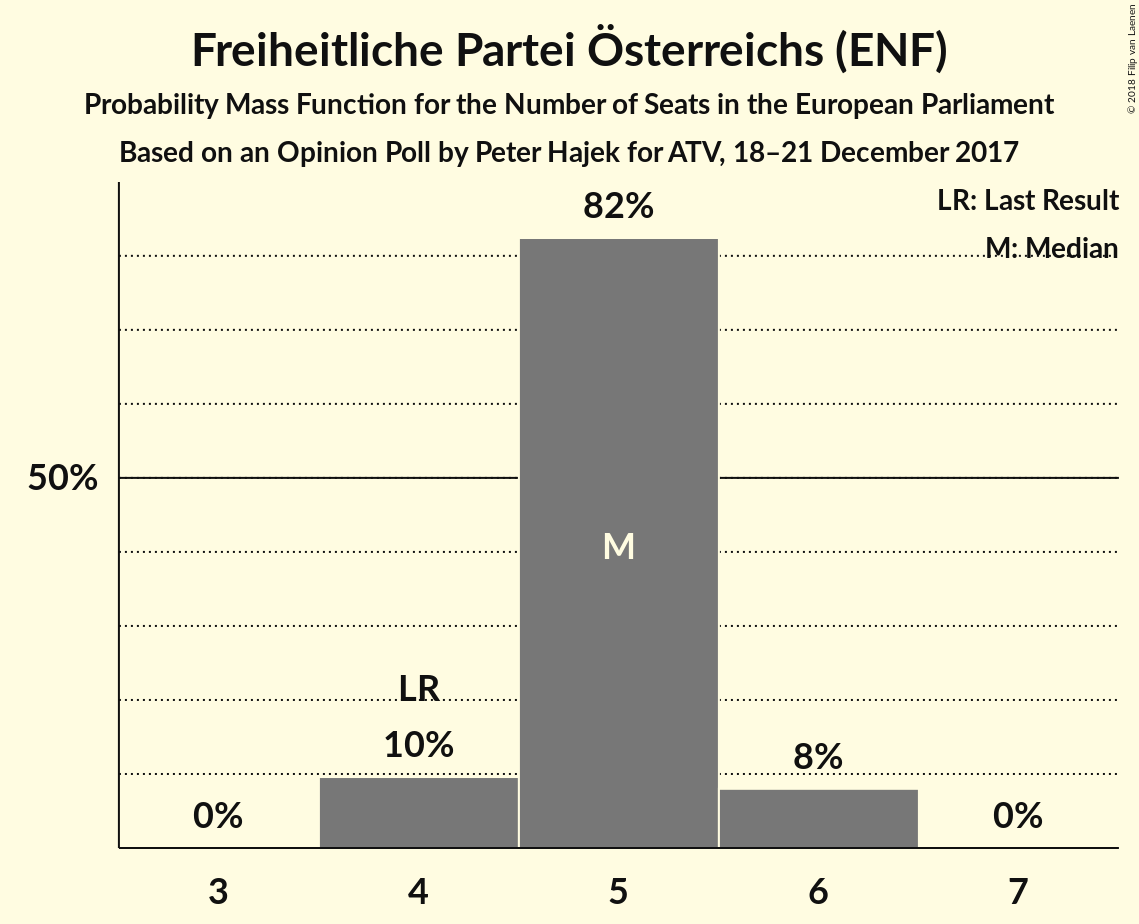 Freiheitliche Partei Österreichs (ENF)
Probability Mass Function for the Number of Seats in the European Parliament
Based on an Opinion Poll by Peter Hajek for ATV, 18–21 December 2017
© 2018 Filip van Laenen
LR: Last Result
M: Median
82%
50%
M
LR
10%
8%
0%
0%
3 4 5 6 7